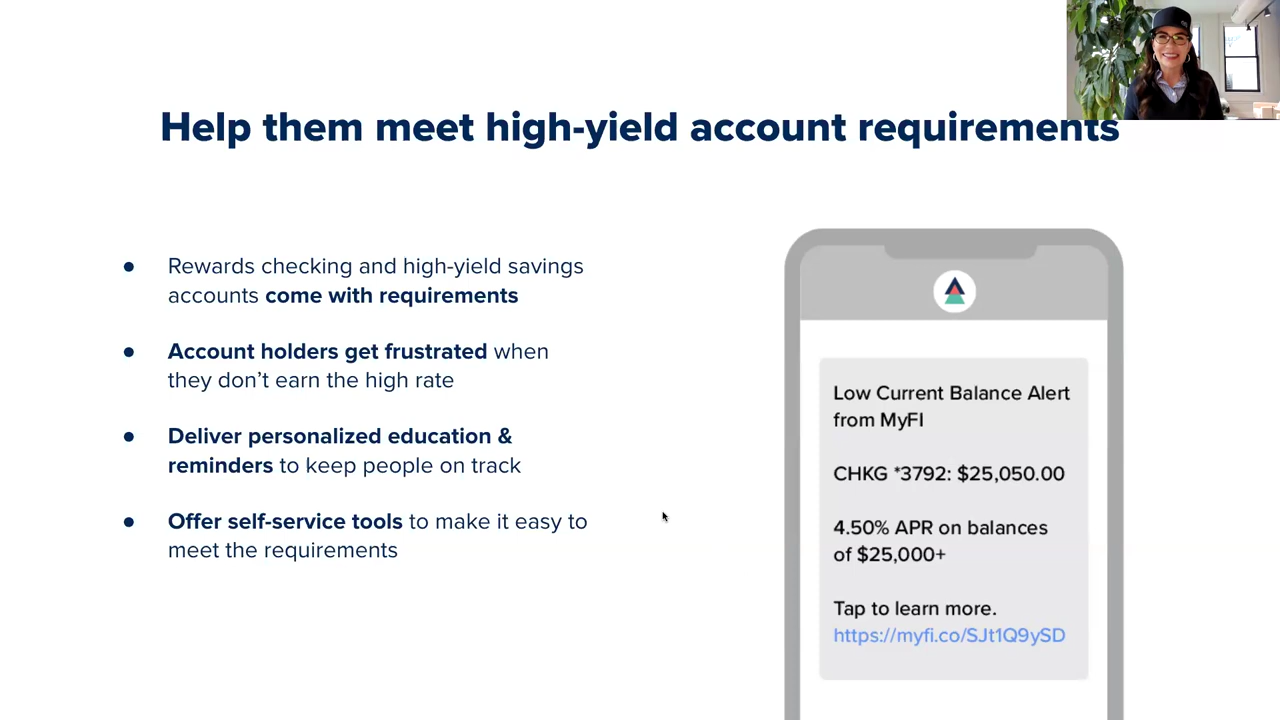 Help them meet high-yield account requirements
● Rewards checking and high-yield savings
accounts come with requirements
● Account holders get frustrated when
they don’t earn the high rate
● Deliver personalized education &
reminders to keep people on track
● Offer self-service tools to make it easy to
meet the requirements
Low Current Balance Alert
from MyFI
CHKG *3792: $25,050.00
4.50% APR on balances
of $25,000+
Tap to learn more.
https://myfi.co/SJt1Q9ySD